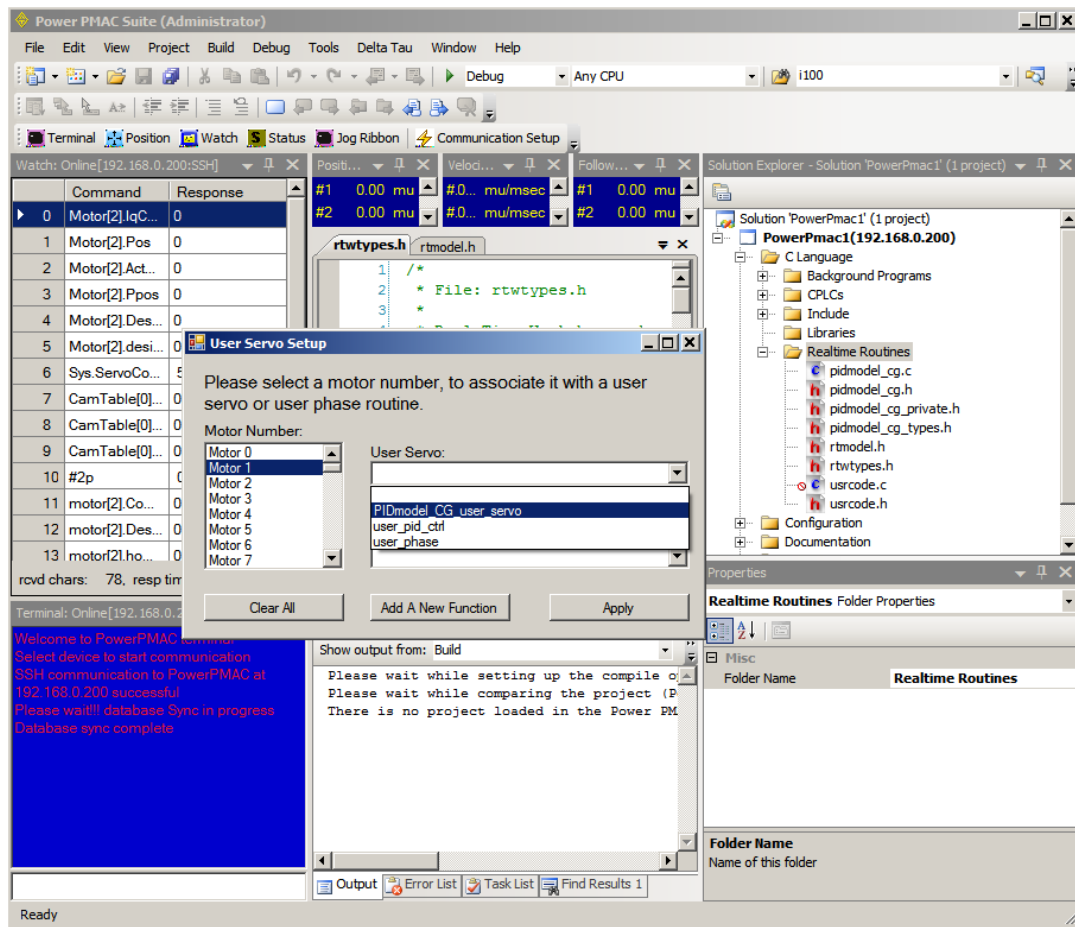 Power PMAC Suite (Administrator)
File Edit View Project Build Debug Tools Delta Tau Window Help
Debug Any CPU i100
Terminal Position Watch Status Jog Ribbon Communication Setup
Watch: Online[192.168.0.200:SSH]
Command Response
0 Motor[2].IqC... 0
1 Motor[2].Pos 0
2 Motor[2].Act... 0
3 Motor[2].Ppos 0
4 Motor[2].Des... 0
5 Motor[2].desi... 0
6 Sys.ServoCo...
7 CamTable[0]... 0
8 CamTable[0]... 0
9 CamTable[0]... 0
10 #2p
11 motor[2].Co... 0
12 motor[2].Des... 0
13 motor[2].ho... 0
rcvd chars: 78, resp tim
Positi...
#1 0.00 mu
#2 0.00 mu
Veloci...
#.0... mu/msec
#.0... mu/msec
Follow...
#1 0.00 mu
#2 0.00 mu
rtwtypes.h rtmodel.h
1 /*
2 * File: rtwtypes.h
3 *
User Servo Setup
Please select a motor number, to associate it with a user
servo or user phase routine.
Motor Number:
Motor 0
Motor 1
Motor 2
Motor 3
Motor 4
Motor 5
Motor 6
Motor 7
User Servo:
PIDmodel_CG_user_servo
user_pid_ctrl
user_phase
Clear All Add A New Function Apply
Solution Explorer - Solution 'PowerPmac1' (1 project)
Solution 'PowerPmac1' (1 project)
PowerPmac1(192.168.0.200)
C Language
Background Programs
CPLCs
Include
Libraries
Realtime Routines
pidmodel_cg.c
pidmodel_cg.h
pidmodel_cg_private.h
pidmodel_cg_types.h
rtmodel.h
rtwtypes.h
usrcode.c
usrcode.h
Configuration
Documentation
Properties
Realtime Routines Folder Properties
Misc
Folder Name Realtime Routines
Folder Name
Name of this folder
Terminal: Online[192.168.0.2
Welcome to PowerPMAC terminal
Select device to start communication
SSH communication to PowerPMAC at
192.168.0.200 successful
Please wait!!! database Sync in progress
Database sync complete
Show output from: Build
Please wait while setting up the compile o
Please wait while comparing the project (P
There is no project loaded in the Power PM
Output Error List Task List Find Results 1
Ready